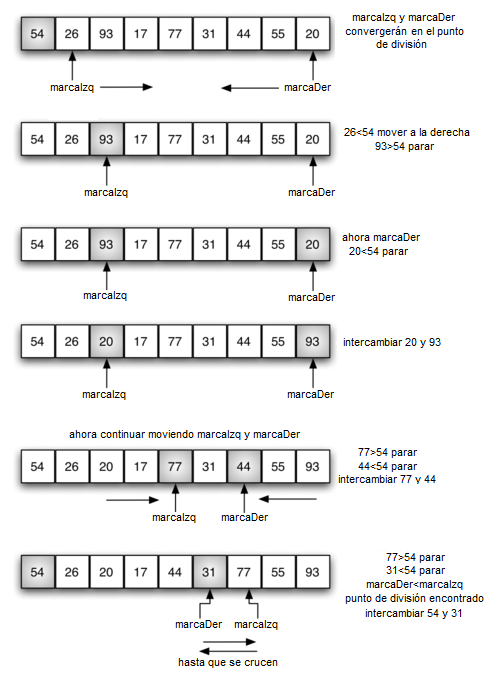 54 26 93 17 77 31 44 55 20
marcaIzq y marcaDer
convergerán en el punto
de división
marcaIzq marcaDer
54 26 93 17 77 31 44 55 20
26<54 mover a la derecha
93>54 parar
marcaIzq marcaDer
54 26 93 17 77 31 44 55 20
ahora marcaDer
20<54 parar
marcaIzq marcaDer
54 26 20 17 77 31 44 55 93
intercambiar 20 y 93
marcaIzq marcaDer
ahora continuar moviendo marcaIzq y marcaDer
54 26 20 17 77 31 44 55 93
77>54 parar
44<54 parar
intercambiar 77 y 44
marcaIzq marcaDer
54 26 20 17 44 31 77 55 93
77>54 parar
31<54 parar
marcaDer<marcaIzq
punto de división encontrado
intercambiar 54 y 31
marcaDer marcaIzq
hasta que se crucen